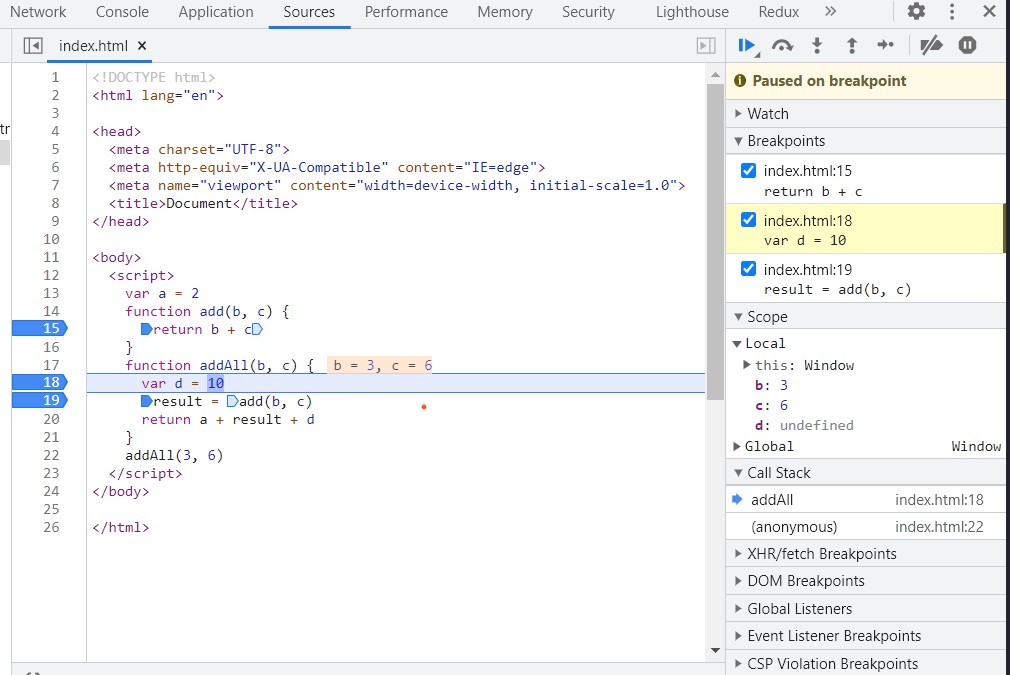 Network Console Application Sources Performance Memory Security Lighthouse Redux »
index.html ×
tr
1 <!DOCTYPE html>
2 <html lang="en">
3
4 <head>
5 <meta charset="UTF-8">
6 <meta http-equiv="X-UA-Compatible" content="IE=edge">
7 <meta name="viewport" content="width=device-width, initial-scale=1.0">
8 <title>Document</title>
9 </head>
10
11 <body>
12 <script>
13 var a = 2
14 function add(b, c) {
15 return b + c
16 }
17 function addAll(b, c) { b = 3, c = 6
18 var d = 10
19 result = add(b, c)
20 return a + result + d
21 }
22 addAll(3, 6)
23 </script>
24 </body>
25
26 </html>
Paused on breakpoint
Watch
Breakpoints
index.html:15
return b + c
index.html:18
var d = 10
index.html:19
result = add(b, c)
Scope
Local
this: Window
b: 3
c: 6
d: undefined
Global Window
Call Stack
addAll index.html:18
(anonymous) index.html:22
XHR/fetch Breakpoints
DOM Breakpoints
Global Listeners
Event Listener Breakpoints
CSP Violation Breakpoints